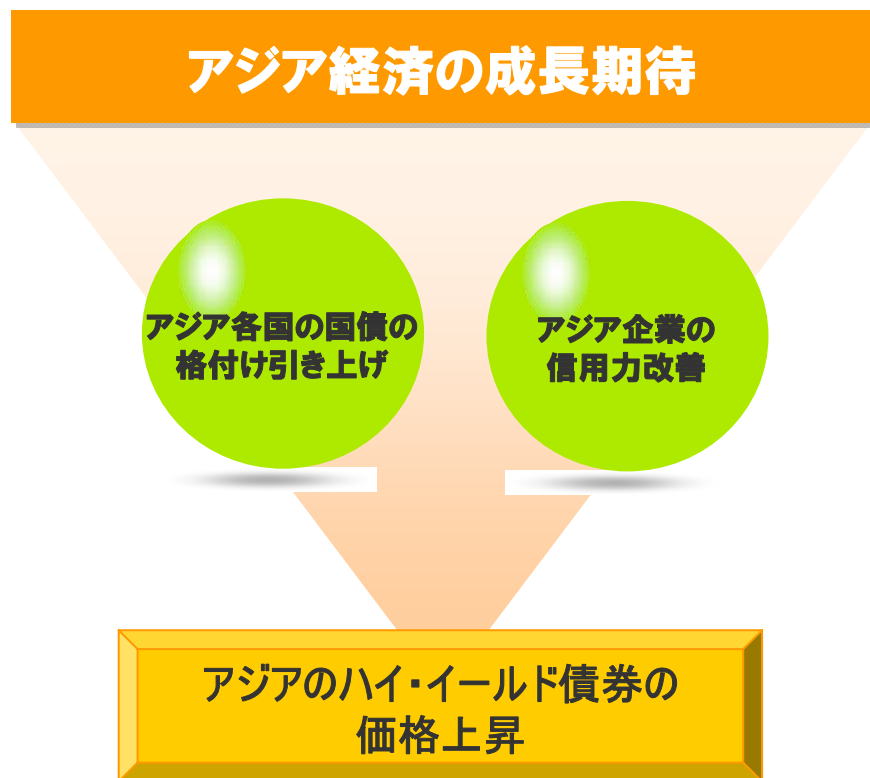 アジア経済の成長期待
アジア各国の国債の
格付け引き上げ
アジア企業の
信用力改善
アジアのハイ・イールド債券の
価格上昇